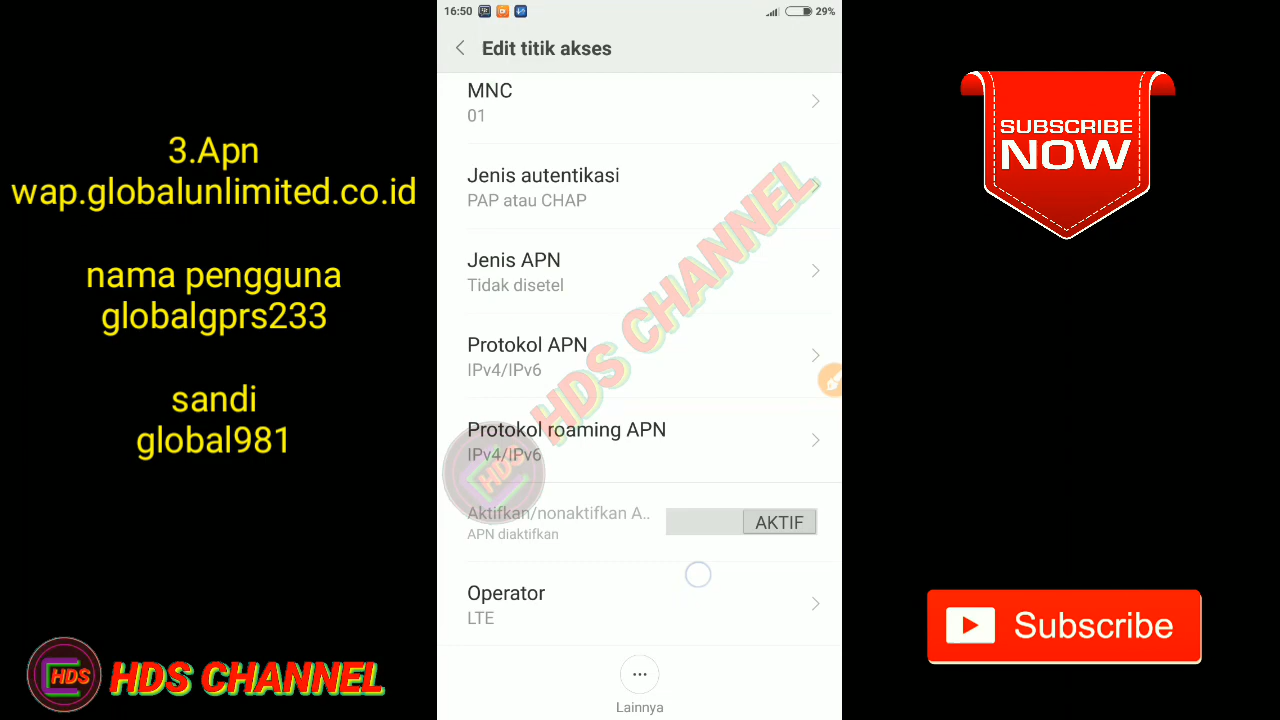 3.Apn
wap.globalunlimited.co.id
nama pengguna
globalgprs233
sandi
global981
HDS HDS CHANNEL
16:50 29%
Edit titik akses
MNC
01
Jenis autentikasi
PAP atau CHAP
Jenis APN
Tidak disetel
Protokol APN
IPv4/IPv6
Protokol roaming APN
IPv4/IPv6
Aktifkan/nonaktifkan A..
APN diaktifkan
AKTIF
Operator
LTE
Lainnya
HDS HDS CHANNEL
SUBSCRIBE
NOW
Subscribe